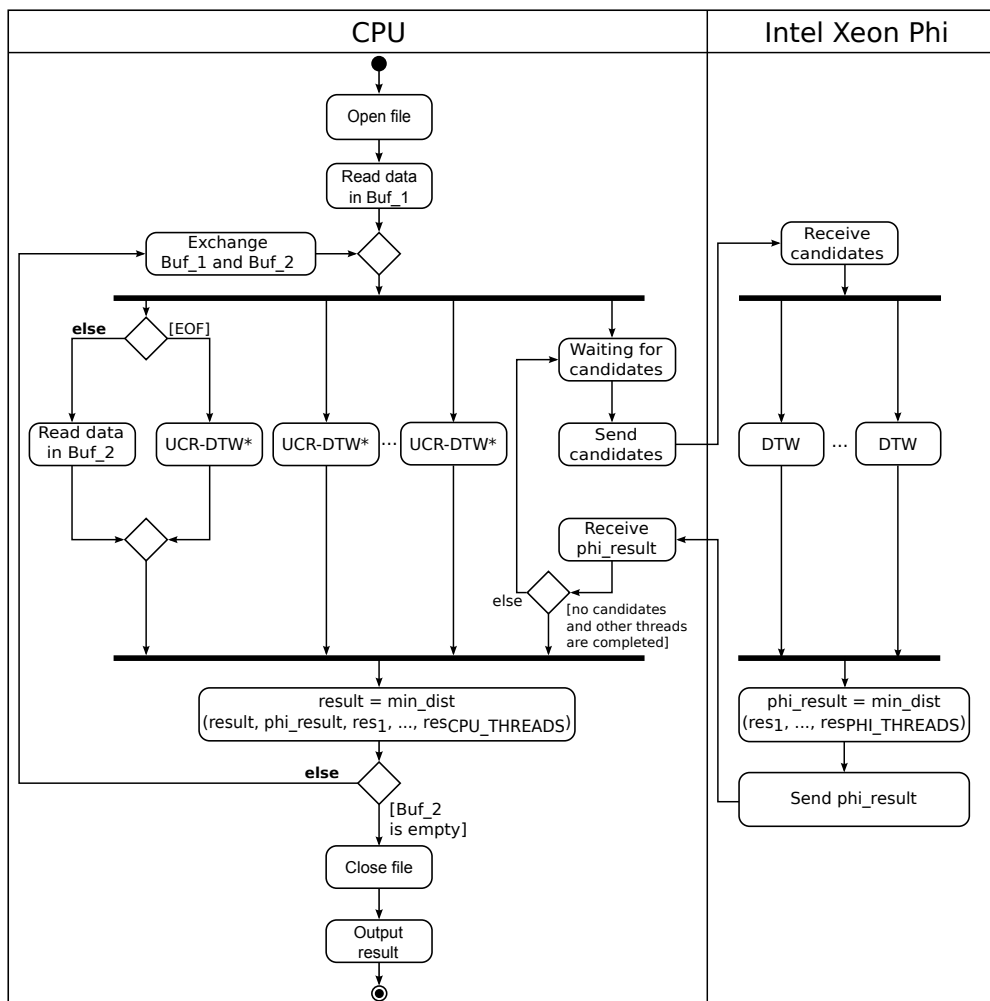 CPU
Intel Xeon Phi
Open file
Read data
in Buf_1
Exchange
Buf_1 and Buf_2
Receive
candidates
else
[EOF]
Waiting for
candidates
Read data
in Buf_2
UCR-DTW*
UCR-DTW*
...
UCR-DTW*
Send
candidates
DTW
...
DTW
Receive
phi_result
else
[no candidates
and other threads
are completed]
result = min_dist
(result, phi_result, res1, ..., resCPU_THREADS)
phi_result = min_dist
(res1, ..., resPHI_THREADS)
else
[Buf_2
is empty]
Send phi_result
Close file
Output
result